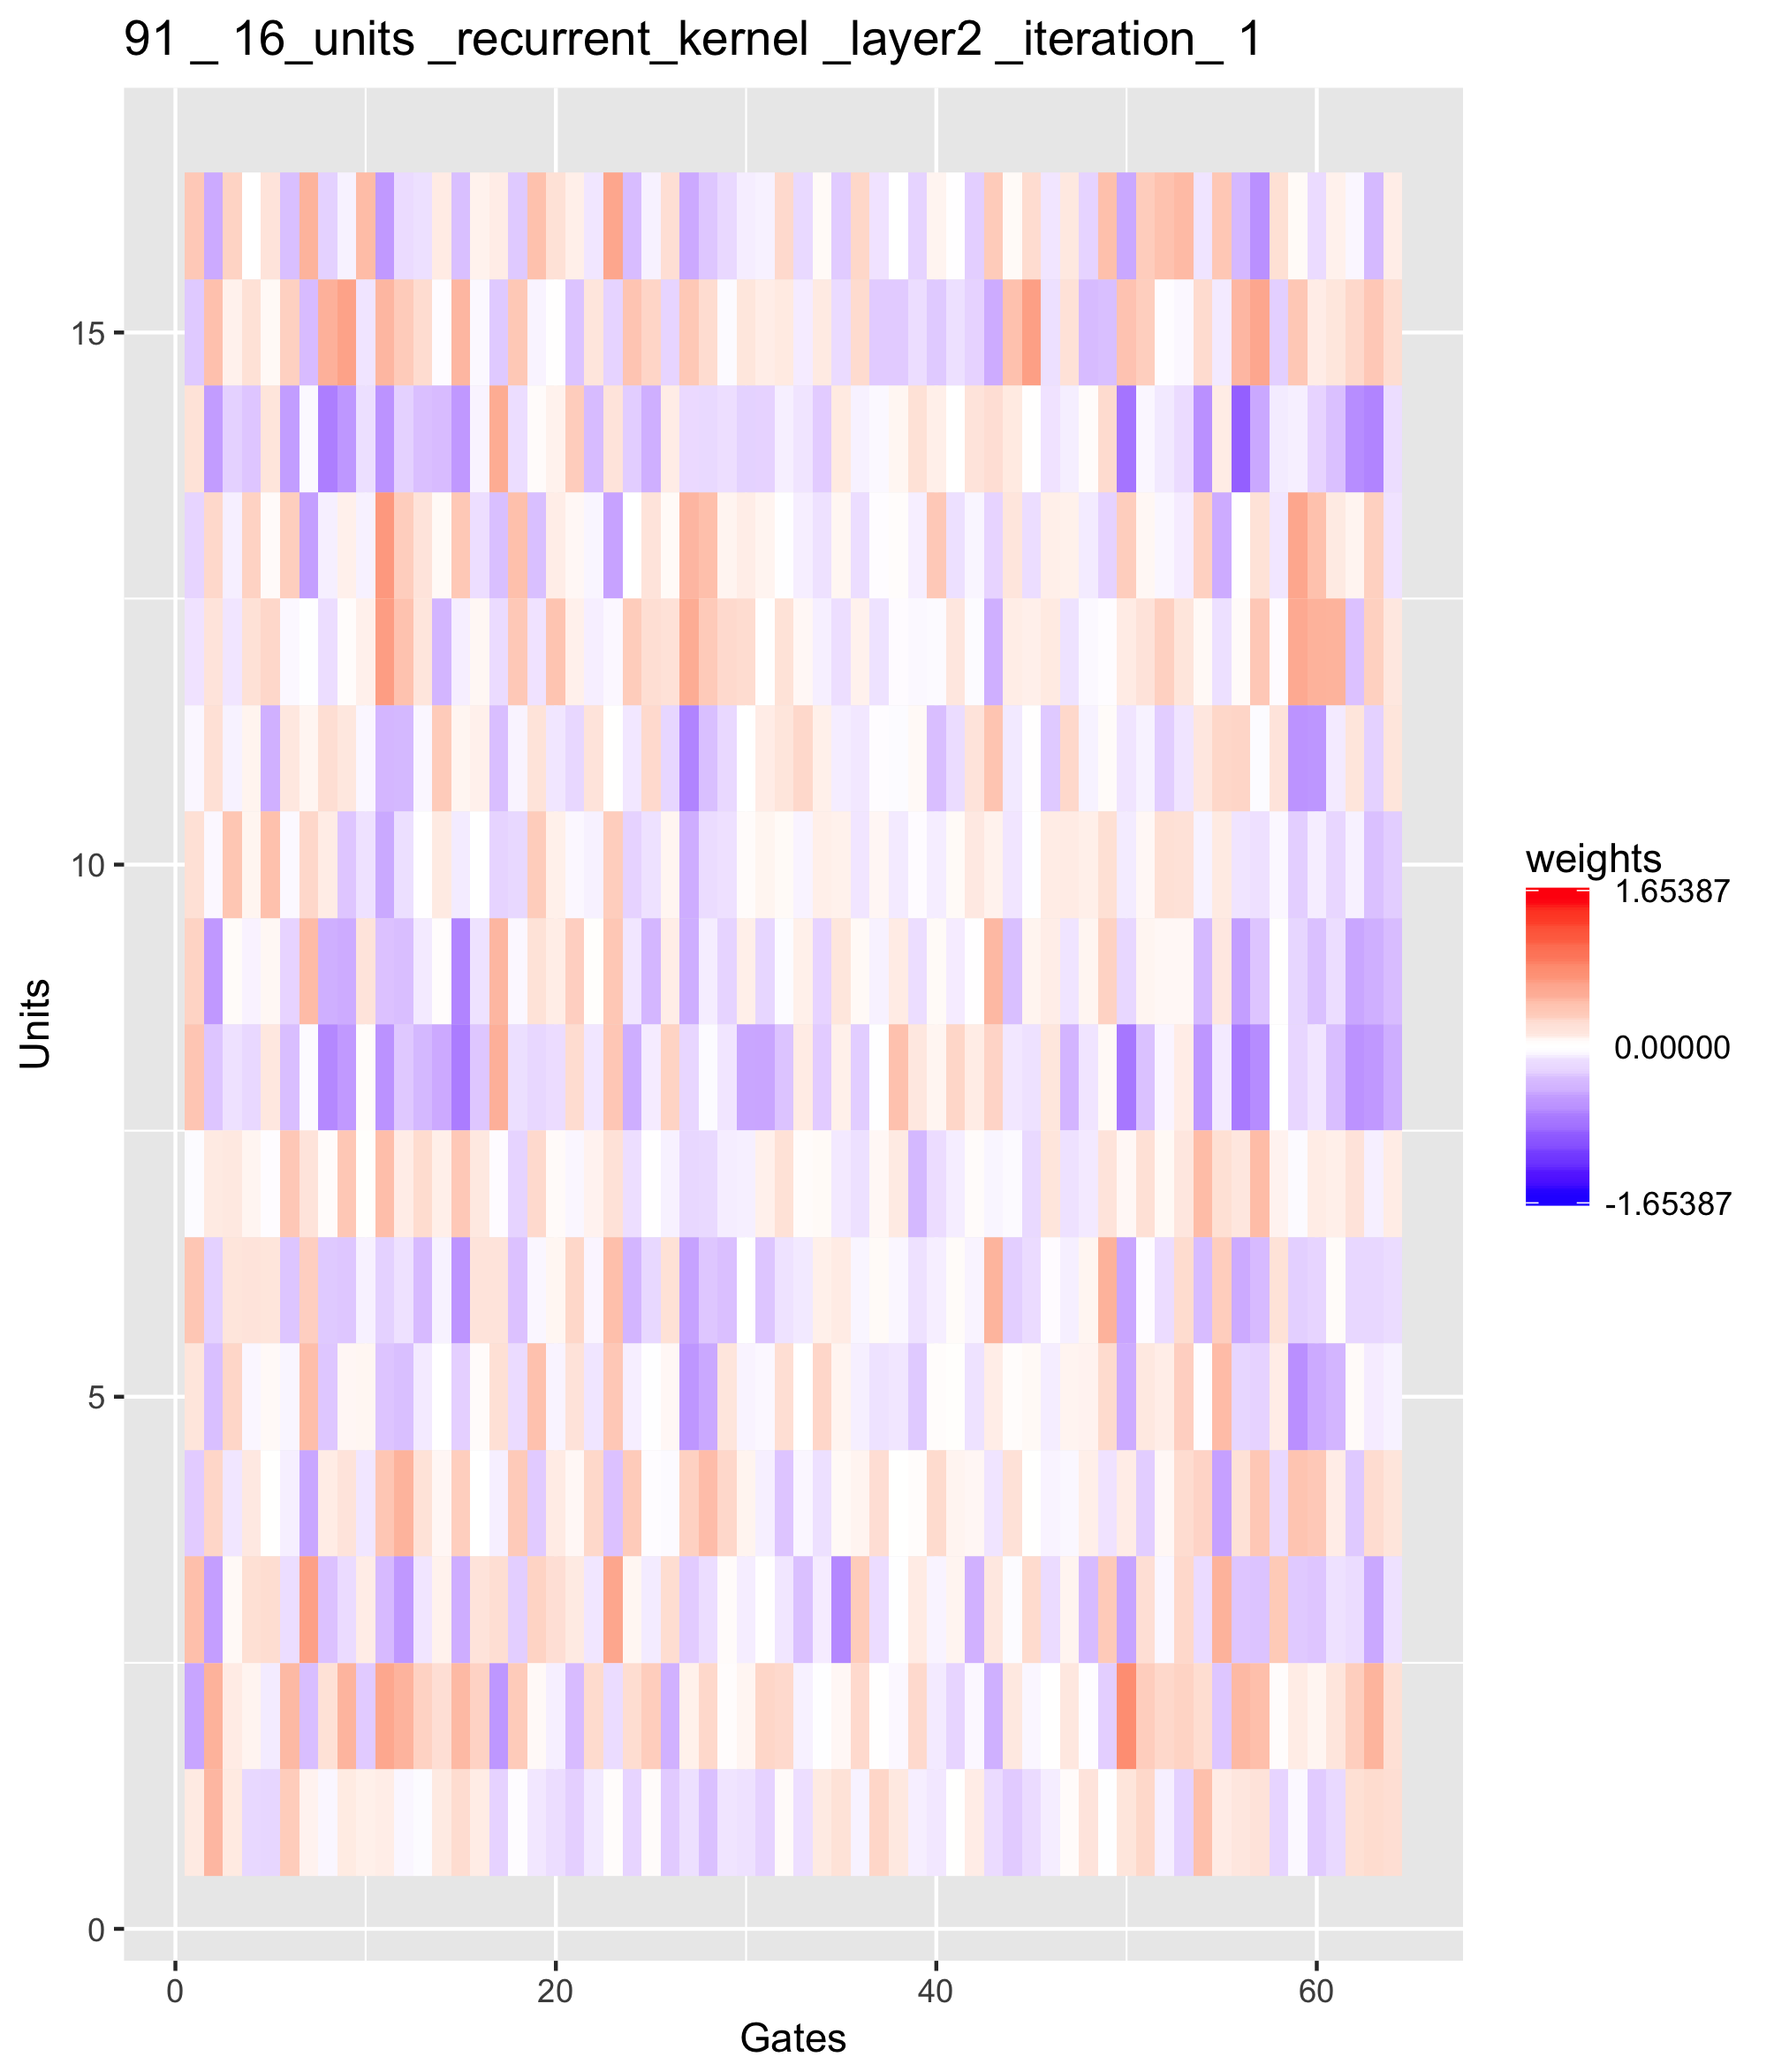 91 _ 16_units _recurrent_kernel _layer2 _iteration_ 1
15
10
5
0
Units
0 20 40 60
Gates
weights
1.65387
0.00000
-1.65387